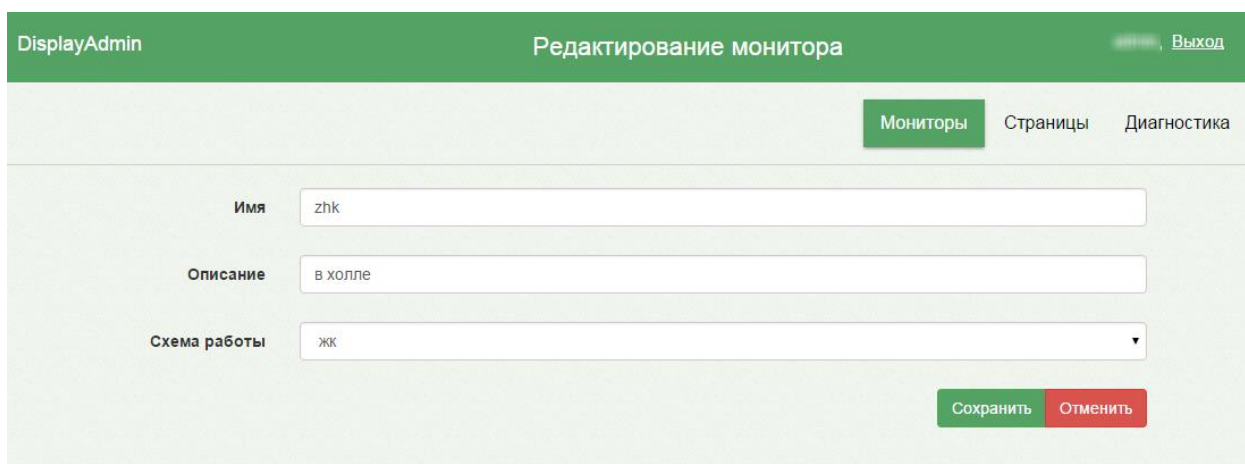 DisplayAdmin Редактирование монитора , Выход
Мониторы Страницы Диагностика
Имя zhk
Описание в холле
Схема работы жк
Сохранить Отменить